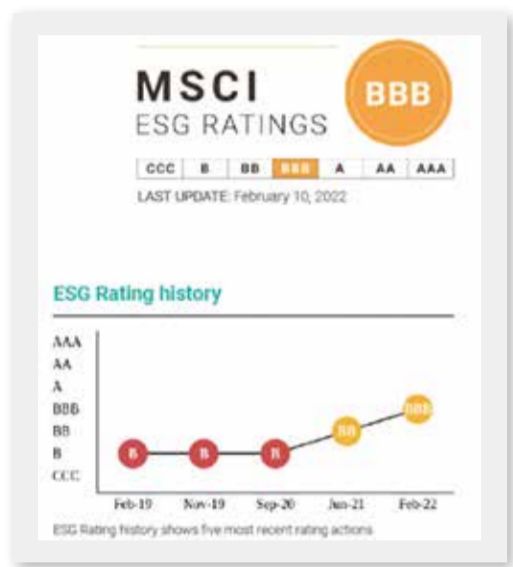 MSCI
BBB
ESG RATINGS
CCC B BB BBB A AA AAA
LAST UPDATE: February 10, 2022
ESG Rating history
AAA
AA
A
BBB
BB
B
CCC
B B B BB BBB
Feb-19 Nov-19 Sep-20 Jun-21 Feb-22
ESG Rating history shows five most recent rating actions